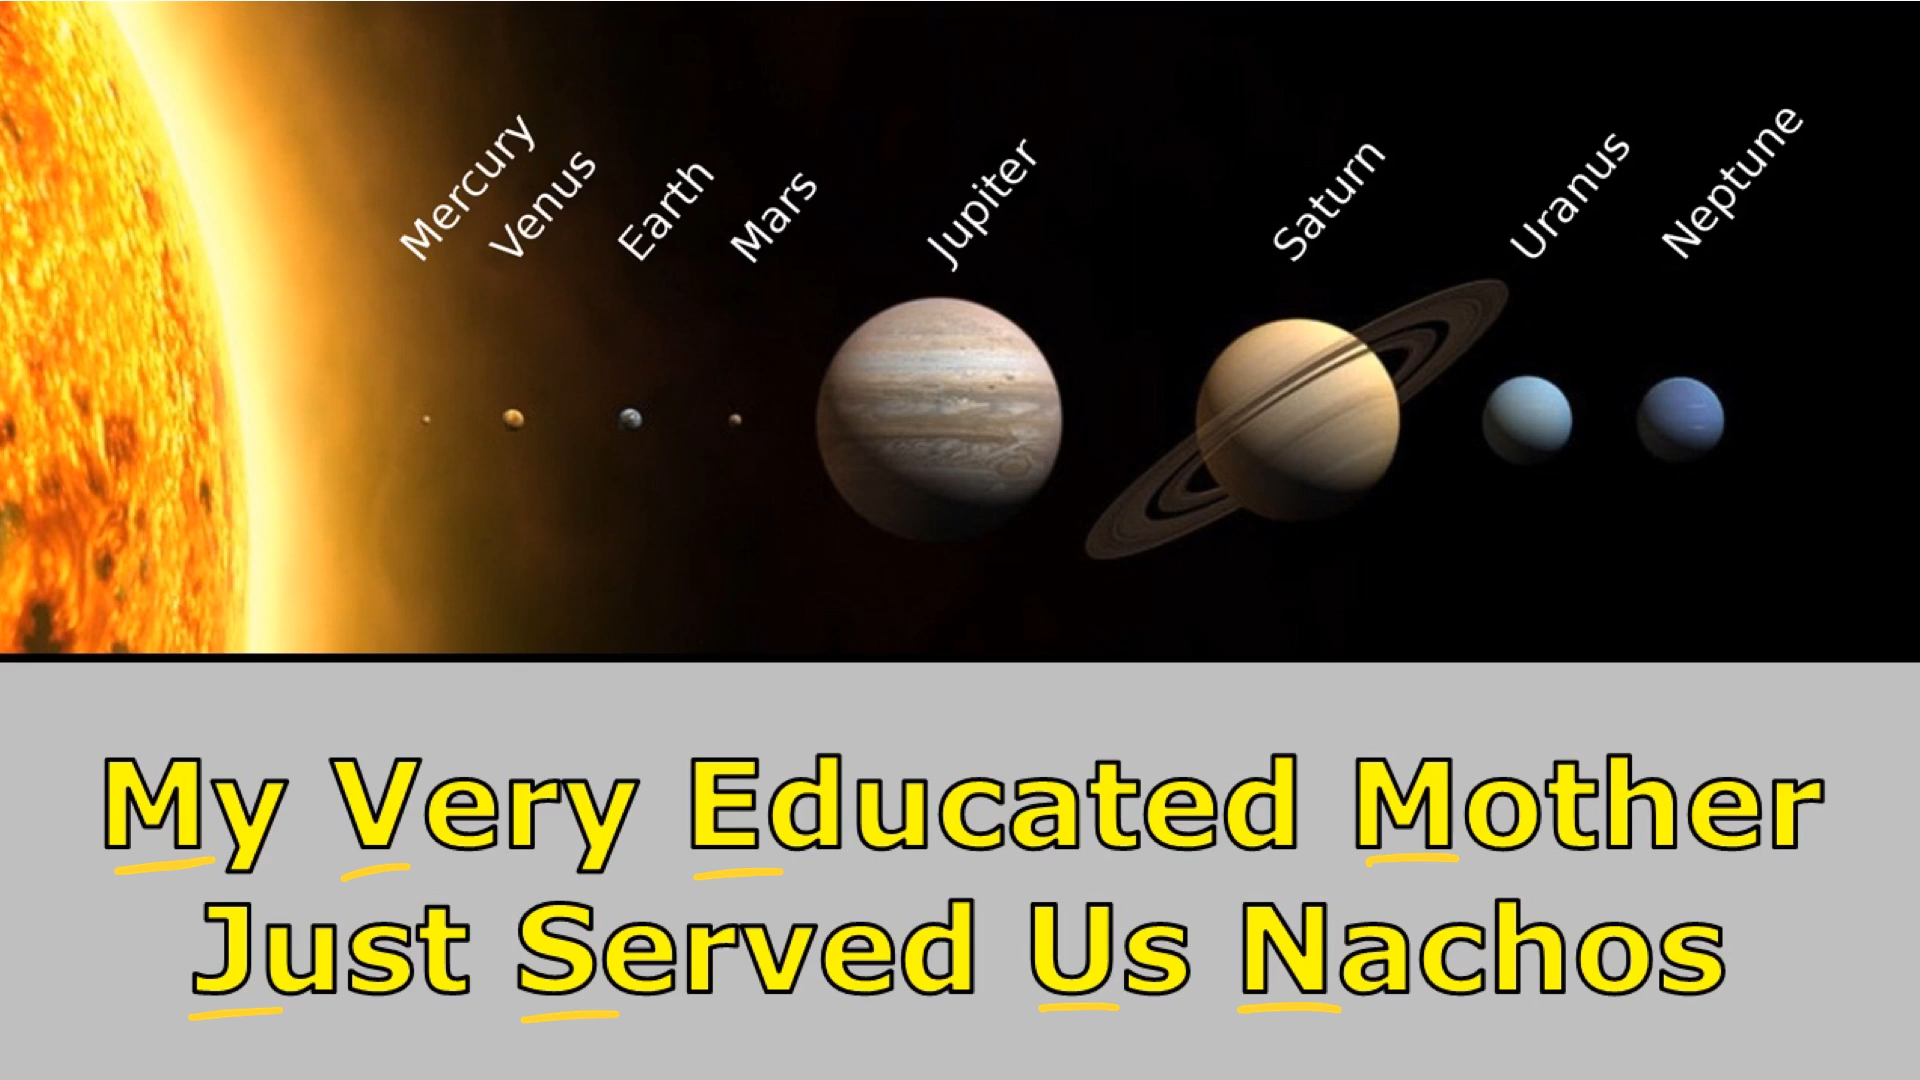 Mercury
Venus
Earth
Mars
Jupiter
Saturn
Uranus
Neptune
My Very Educated Mother
Just Served Us Nachos